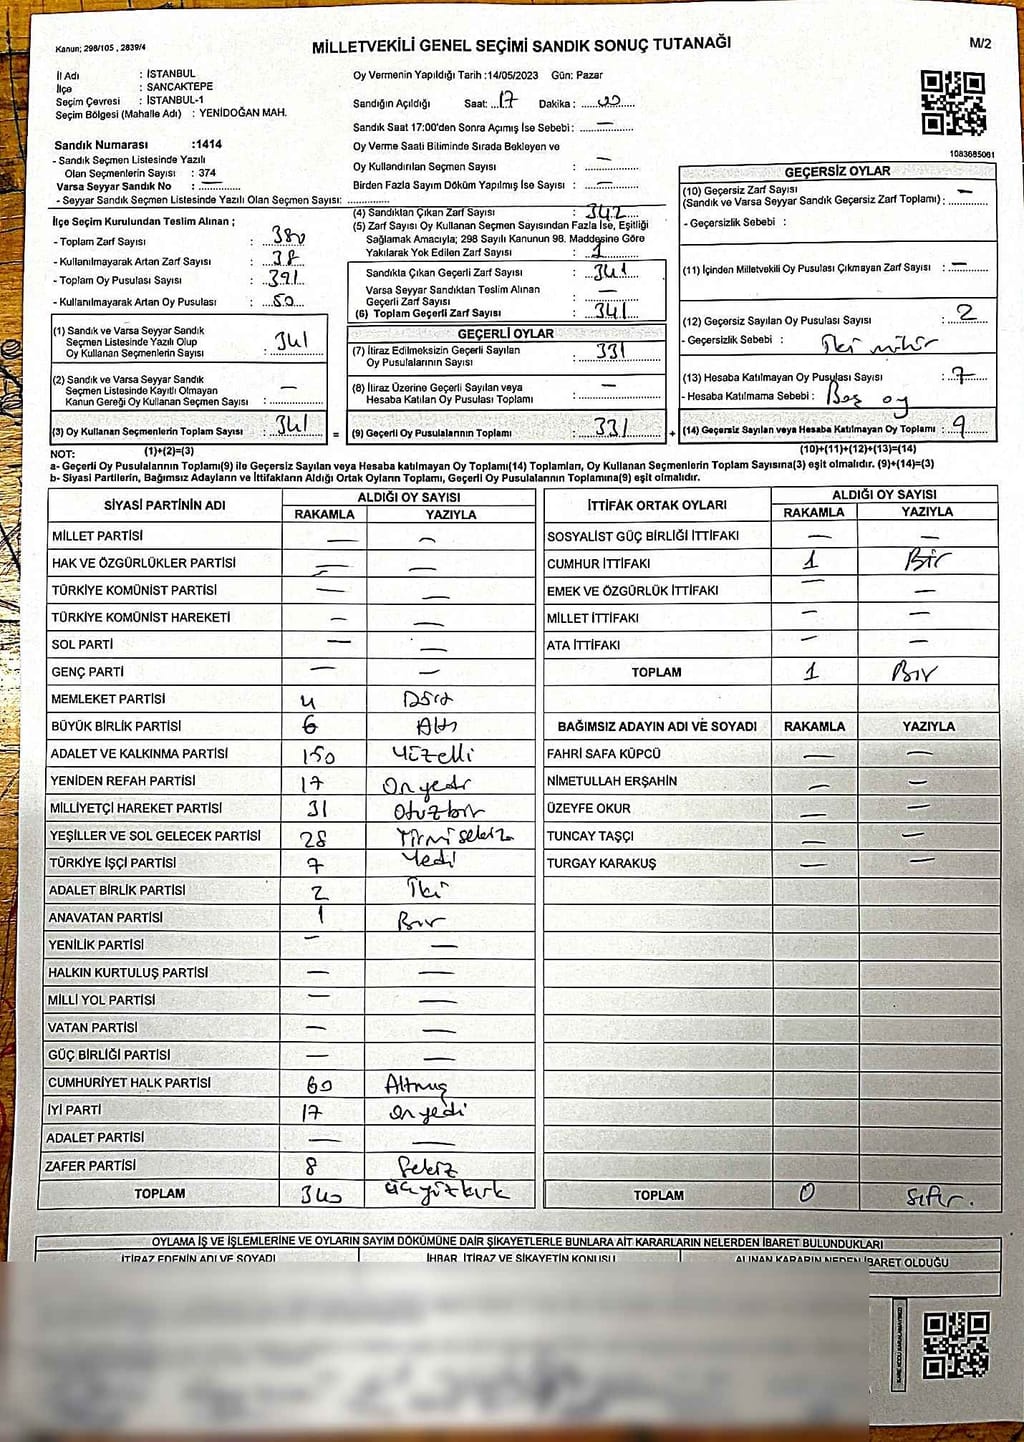 Kanun; 298/105 , 2839/4
MİLLETVEKİLİ GENEL SEÇİMİ SANDIK SONUÇ TUTANAĞI
M/2
İl Adı : İSTANBUL
İlçe : SANCAKTEPE
Seçim Çevresi : İSTANBUL-1
Seçim Bölgesi (Mahalle Adı) : YENİDOĞAN MAH.
Sandık Numarası :1414
- Sandık Seçmen Listesinde Yazılı
Olan Seçmenlerin Sayısı : 374
Varsa Seyyar Sandık No : —
- Seyyar Sandık Seçmen Listesinde Yazılı Olan Seçmen Sayısı: ..............
Oy Vermenin Yapıldığı Tarih :14/05/2023 Gün: Pazar
Sandığın Açıldığı Saat: 17 Dakika : 00
Sandık Saat 17:00'den Sonra Açımış İse Sebebi : —
Oy Verme Saati Bitiminde Sırada Bekleyen ve
Oy Kullandırılan Seçmen Sayısı : —
Birden Fazla Sayım Döküm Yapılmış İse Sayısı : —
1083685061
İlçe Seçim Kurulundan Teslim Alınan ;
- Toplam Zarf Sayısı : 380
- Kullanılmayarak Artan Zarf Sayısı : 38
- Toplam Oy Pusulası Sayısı : 391
- Kullanılmayarak Artan Oy Pusulası : 50
(4) Sandıktan Çıkan Zarf Sayısı : 342
(5) Zarf Sayısı Oy Kullanan Seçmen Sayısından Fazla İse, Eşitliği
Sağlamak Amacıyla; 298 Sayılı Kanunun 98. Maddesine Göre
Yakılarak Yok Edilen Zarf Sayısı : 1
Sandıkta Çıkan Geçerli Zarf Sayısı : 341
Varsa Seyyar Sandıktan Teslim Alınan
Geçerli Zarf Sayısı : —
(6) Toplam Geçerli Zarf Sayısı : 341
GEÇERSİZ OYLAR
(10) Geçersiz Zarf Sayısı
(Sandık ve Varsa Seyyar Sandık Geçersiz Zarf Toplamı) : —
- Geçersizlik Sebebi :
(11) İçinden Milletvekili Oy Pusulası Çıkmayan Zarf Sayısı : —
(12) Geçersiz Sayılan Oy Pusulası Sayısı : 2
- Geçersizlik Sebebi : İki mühür
(13) Hesaba Katılmayan Oy Pusulası Sayısı : 7
- Hesaba Katılmama Sebebi : Boş oy
(14) Geçersiz Sayılan veya Hesaba Katılmayan Oy Toplamı : 9
(1) Sandık ve Varsa Seyyar Sandık
Seçmen Listesinde Yazılı Olup
Oy Kullanan Seçmenlerin Sayısı : 341
(2) Sandık ve Varsa Seyyar Sandık
Seçmen Listesinde Kayıtlı Olmayan
Kanun Gereği Oy Kullanan Seçmen Sayısı : —
(3) Oy Kullanan Seçmenlerin Toplam Sayısı : 341
=
GEÇERLİ OYLAR
(7) İtiraz Edilmeksizin Geçerli Sayılan
Oy Pusulalarının Sayısı : 331
(8) İtiraz Üzerine Geçerli Sayılan veya
Hesaba Katılan Oy Pusulası Toplamı : —
(9) Geçerli Oy Pusulalarının Toplamı : 331
+
NOT: (1)+(2)=(3)
(10)+(11)+(12)+(13)=(14)
a- Geçerli Oy Pusulalarının Toplamı(9) ile Geçersiz Sayılan veya Hesaba katılmayan Oy Toplamı(14) Toplamları, Oy Kullanan Seçmenlerin Toplam Sayısına(3) eşit olmalıdır. (9)+(14)=(3)
b- Siyasi Partilerin, Bağımsız Adayların ve İttifakların Aldığı Ortak Oyların Toplamı, Geçerli Oy Pusulalarının Toplamına(9) eşit olmalıdır.
SİYASİ PARTİNİN ADI ALDIĞI OY SAYISI
RAKAMLA YAZIYLA
MİLLET PARTİSİ — —
HAK VE ÖZGÜRLÜKLER PARTİSİ — —
TÜRKİYE KOMÜNİST PARTİSİ — —
TÜRKİYE KOMÜNİST HAREKETİ — —
SOL PARTİ — —
GENÇ PARTİ — —
MEMLEKET PARTİSİ 4 Dört
BÜYÜK BİRLİK PARTİSİ 6 Altı
ADALET VE KALKINMA PARTİSİ 150 Yüzelli
YENİDEN REFAH PARTİSİ 17 Onyedi
MİLLİYETÇİ HAREKET PARTİSİ 31 Otuzbir
YEŞİLLER VE SOL GELECEK PARTİSİ 28 Yirmisekiz
TÜRKİYE İŞÇİ PARTİSİ 7 Yedi
ADALET BİRLİK PARTİSİ 2 İki
ANAVATAN PARTİSİ 1 Bir
YENİLİK PARTİSİ — —
HALKIN KURTULUŞ PARTİSİ — —
MİLLİ YOL PARTİSİ — —
VATAN PARTİSİ — —
GÜÇ BİRLİĞİ PARTİSİ — —
CUMHURİYET HALK PARTİSİ 60 Altmış
İYİ PARTİ 17 onyedi
ADALET PARTİSİ — —
ZAFER PARTİSİ 8 Sekiz
TOPLAM 340 üçyüzkırk
İTTİFAK ORTAK OYLARI ALDIĞI OY SAYISI
RAKAMLA YAZIYLA
SOSYALİST GÜÇ BİRLİĞİ İTTİFAKI — —
CUMHUR İTTİFAKI 1 Bir
EMEK VE ÖZGÜRLÜK İTTİFAKI — —
MİLLET İTTİFAKI — —
ATA İTTİFAKI — —
TOPLAM 1 Bir
BAĞIMSIZ ADAYIN ADI VE SOYADI RAKAMLA YAZIYLA
FAHRİ SAFA KÜPCÜ — —
NİMETULLAH ERŞAHİN — —
ÜZEYFE OKUR — —
TUNCAY TAŞÇI — —
TURGAY KARAKUŞ — —
TOPLAM 0 sıfır.
OYLAMA İŞ VE İŞLEMLERİNE VE OYLARIN SAYIM DÖKÜMÜNE DAİR ŞİKAYETLERLE BUNLARA AİT KARARLARIN NELERDEN İBARET BULUNDUKLARI
İTİRAZ EDENİN ADI VE SOYADI İHBAR, İTİRAZ VE ŞİKAYETİN KONUSU ALINAN KARARIN NEDEN İBARET OLDUĞU